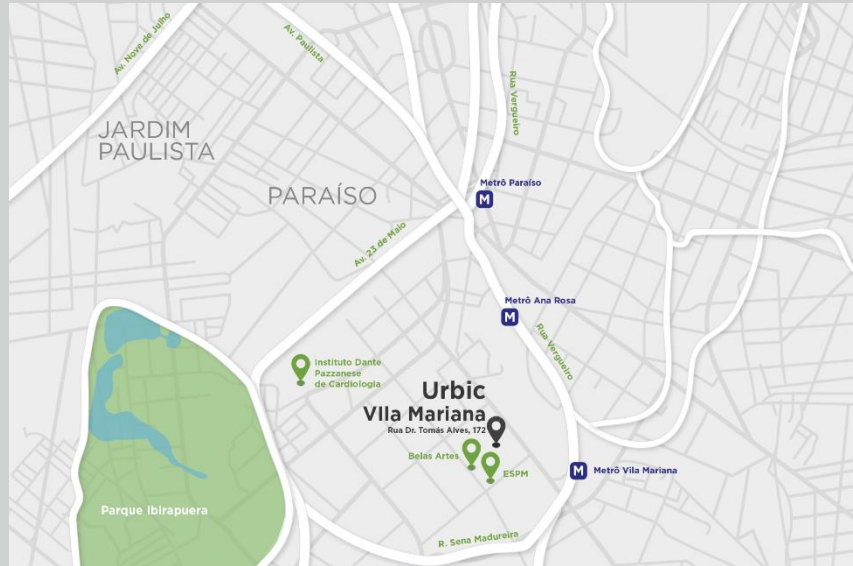 Av. Nove de Julho
Av. Paulista
Rua Vergueiro
JARDIM
PAULISTA
PARAÍSO
Metrô Paraíso
M
Av. 23 de Maio
Metrô Ana Rosa
M
Rua Vergueiro
Instituto Dante
Pazzanese
de Cardiologia
Urbic
VIla Mariana
Rua Dr. Tomás Alves, 172
Belas Artes
ESPM
M
Metrô Vila Mariana
Parque Ibirapuera
R. Sena Madureira